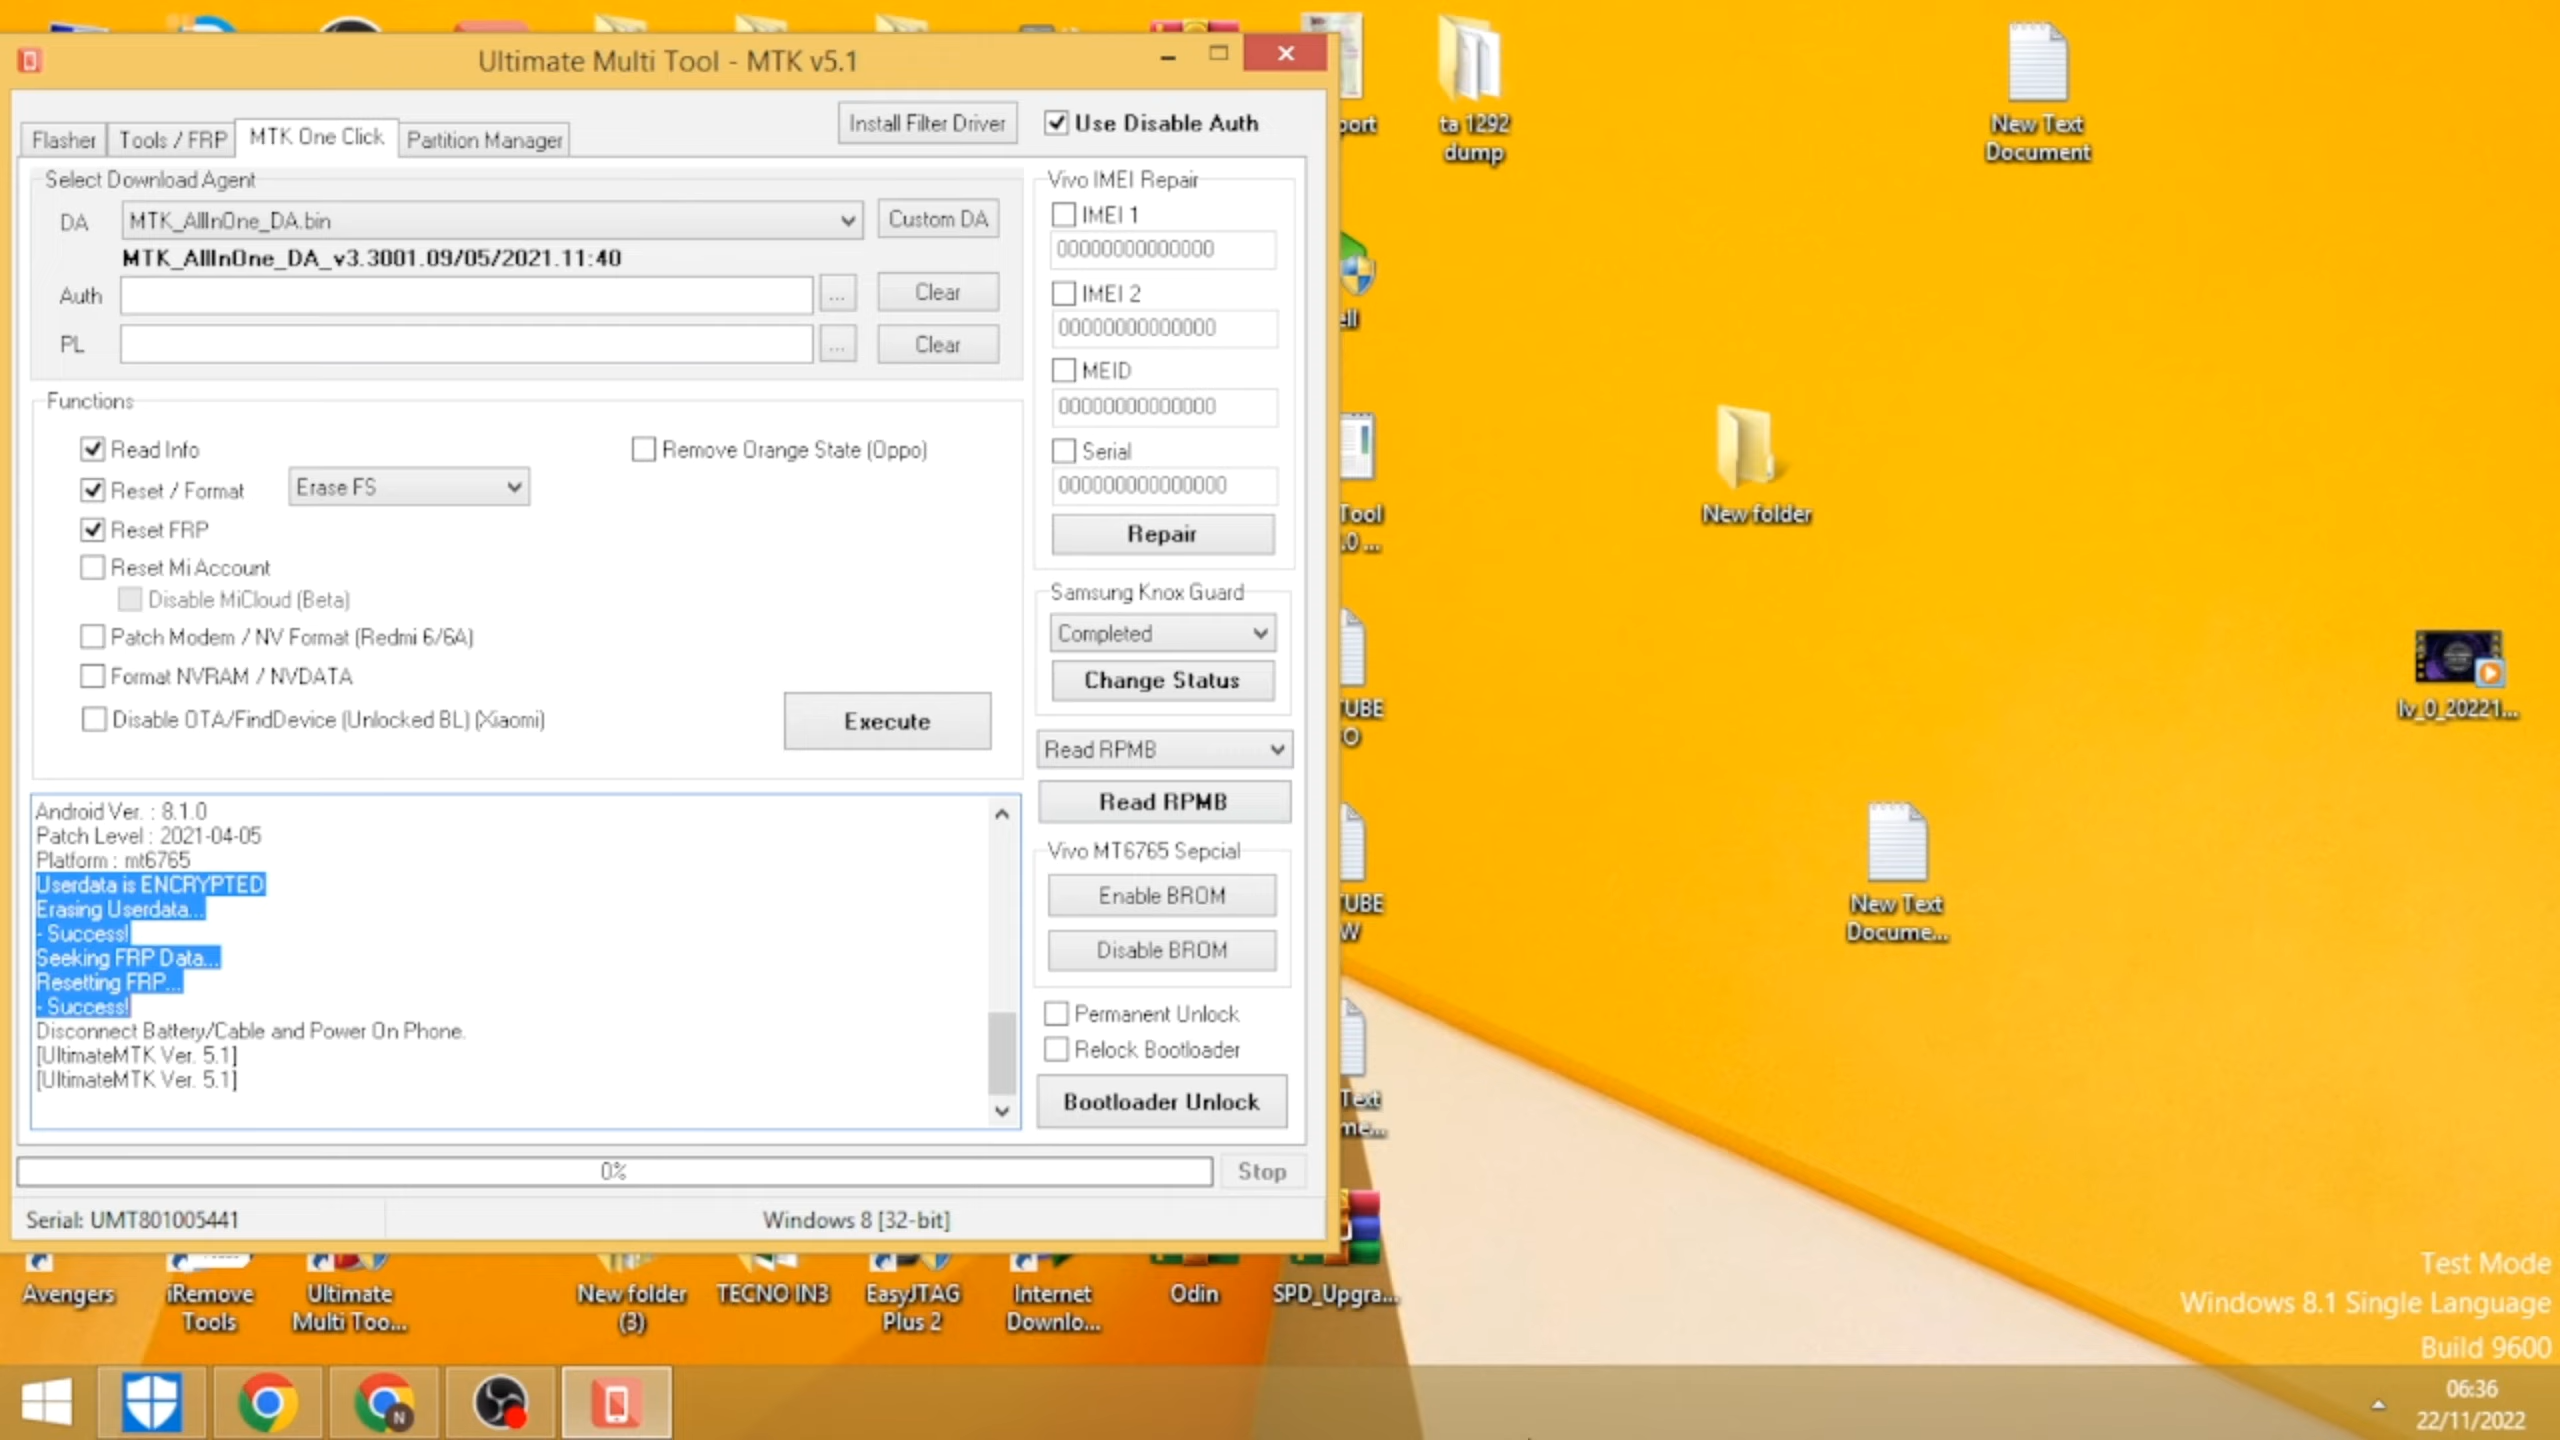 Ultimate Multi Tool - MTK v5.1
Install Filter Driver
Use Disable Auth
Flasher
Tools / FRP
MTK One Click
Partition Manager
Select Download Agent
DA
MTK_AllInOne_DA.bin
Custom DA
MTK_AllInOne_DA_v3.3001.09/05/2021.11:40
Auth
...
Clear
PL
...
Clear
Functions
Read Info
Remove Orange State (Oppo)
Reset / Format
Erase FS
Reset FRP
Reset Mi Account
Disable MiCloud (Beta)
Patch Modem / NV Format (Redmi 6/6A)
Format NVRAM / NVDATA
Disable OTA/FindDevice (Unlocked BL) (Xiaomi)
Execute
Vivo IMEI Repair
IMEI 1
00000000000000
IMEI 2
00000000000000
MEID
00000000000000
Serial
000000000000000
Repair
Samsung Knox Guard
Completed
Change Status
Read RPMB
Read RPMB
Vivo MT6765 Sepcial
Enable BROM
Disable BROM
Permanent Unlock
Relock Bootloader
Bootloader Unlock
Android Ver. : 8.1.0
Patch Level : 2021-04-05
Platform : mt6765
Userdata is ENCRYPTED
Erasing Userdata...
- Success!
Seeking FRP Data...
Resetting FRP...
- Success!
Disconnect Battery/Cable and Power On Phone.
[UltimateMTK Ver. 5.1]
[UltimateMTK Ver. 5.1]
0%
Stop
Serial: UMT801005441
Windows 8 [32-bit]
port
ell
Tool
.0 ...
UBE
O
UBE
W
Text
me...
ta 1292
dump
New Text
Document
New folder
lv_0_20221...
New Text
Docume...
Avengers
iRemove
Tools
Ultimate
Multi Too...
New folder
(3)
TECNO IN3
EasyJTAG
Plus 2
Internet
Downlo...
Odin
SPD_Upgra...
Test Mode
Windows 8.1 Single Language
Build 9600
N
06:36
22/11/2022